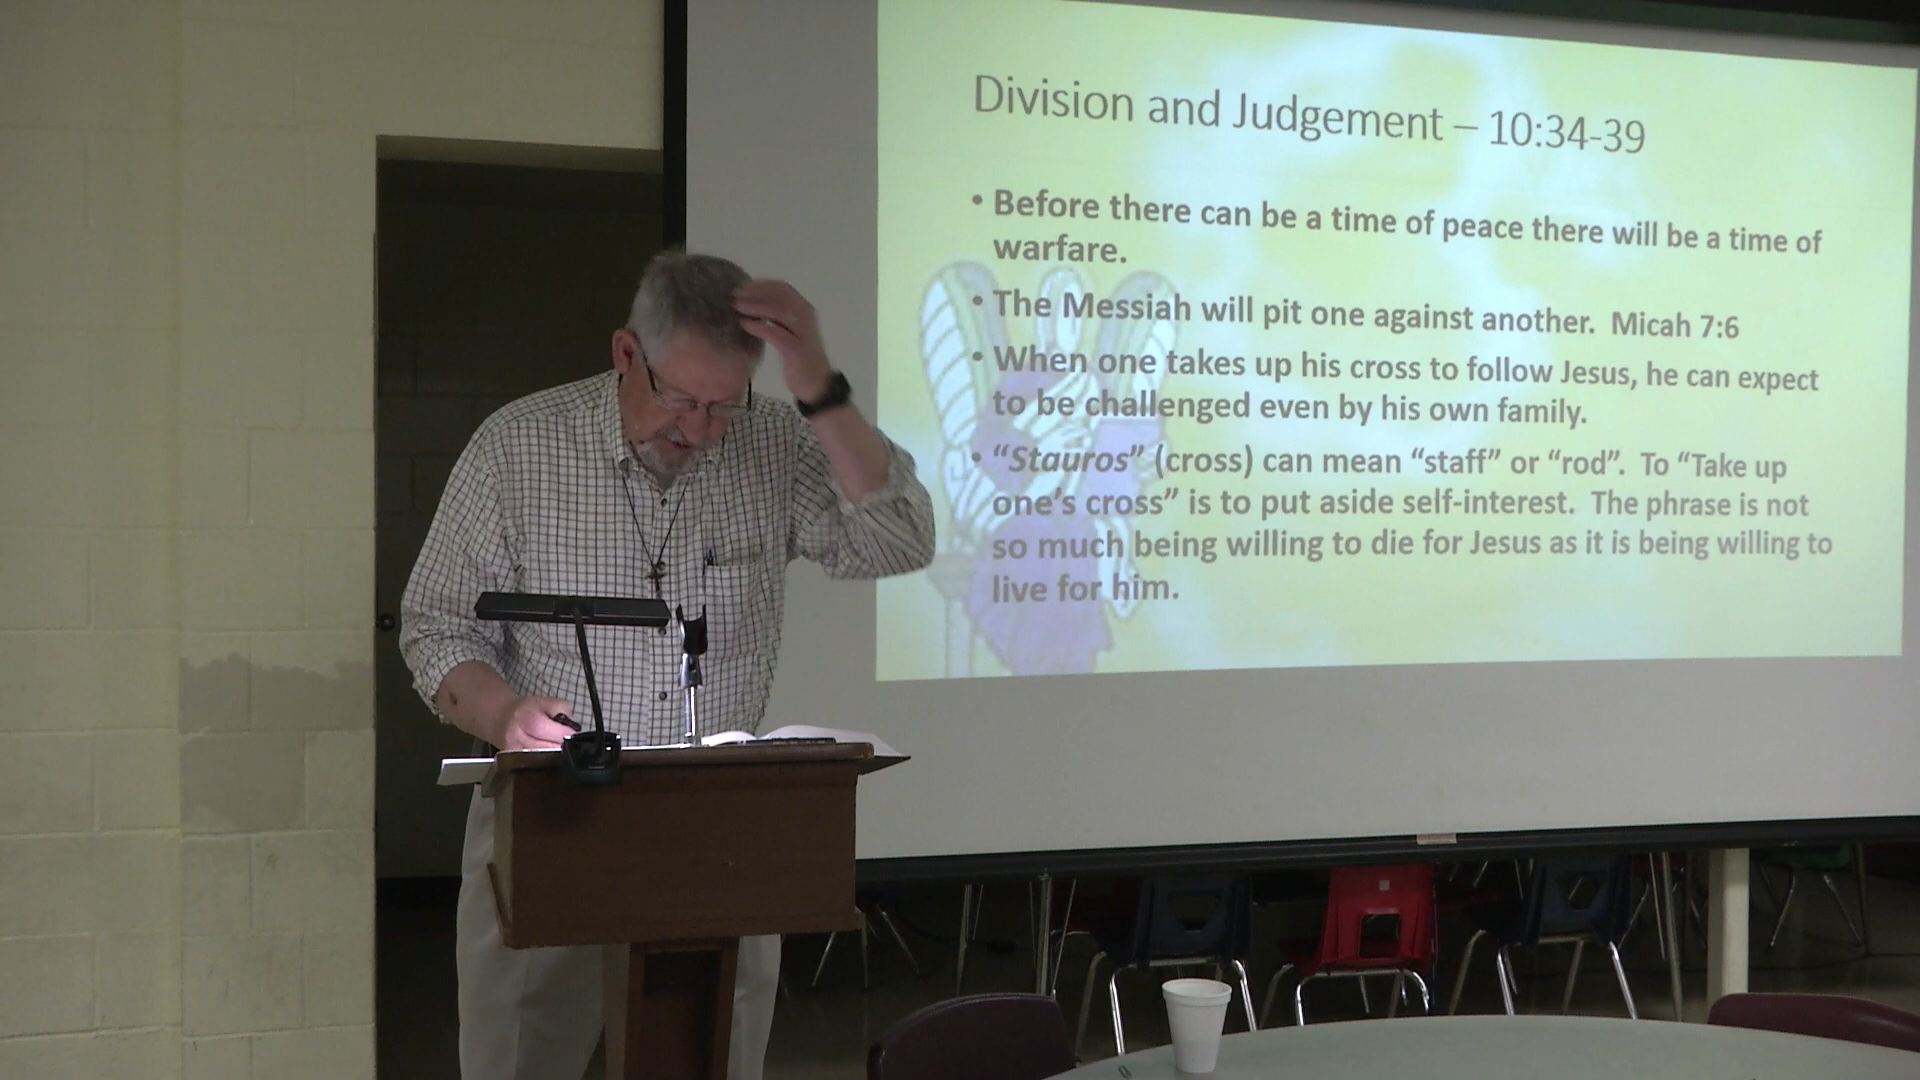 Division and Judgement – 10:34-39
• Before there can be a time of peace there will be a time of
warfare.
• The Messiah will pit one against another.  Micah 7:6
• When one takes up his cross to follow Jesus, he can expect
to be challenged even by his own family.
• “Stauros” (cross) can mean “staff” or “rod”.  To “Take up
one’s cross” is to put aside self-interest.  The phrase is not
so much being willing to die for Jesus as it is being willing to
live for him.